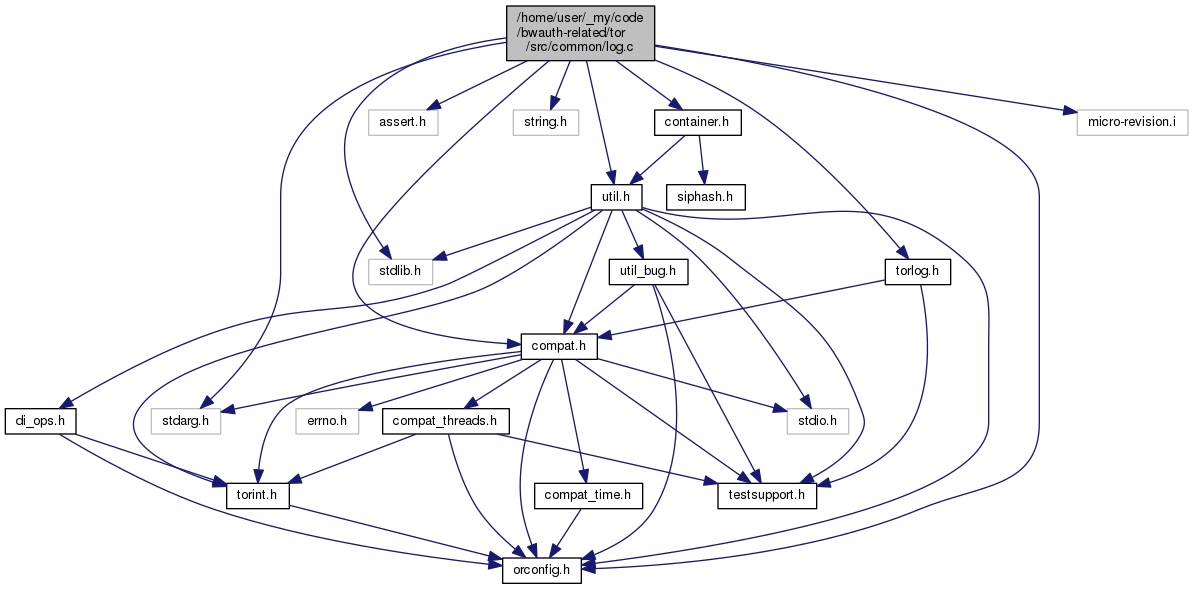 /home/user/_my/code
/bwauth-related/tor
/src/common/log.c
assert.h
string.h
container.h
micro-revision.i
util.h
siphash.h
stdlib.h
util_bug.h
torlog.h
compat.h
di_ops.h
stdarg.h
errno.h
compat_threads.h
stdio.h
torint.h
compat_time.h
testsupport.h
orconfig.h